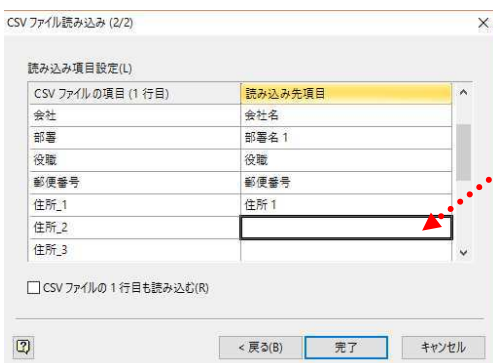 CSV ファイル読み込み (2/2)
読み込み項目設定(L)
CSV ファイルの項目 (1 行目) 読み込み先項目
会社 会社名
部署 部署名 1
役職 役職
郵便番号 郵便番号
住所_1 住所 1
住所_2
住所_3
CSV ファイルの 1 行目も読み込む(R)
< 戻る(B) 完了 キャンセル